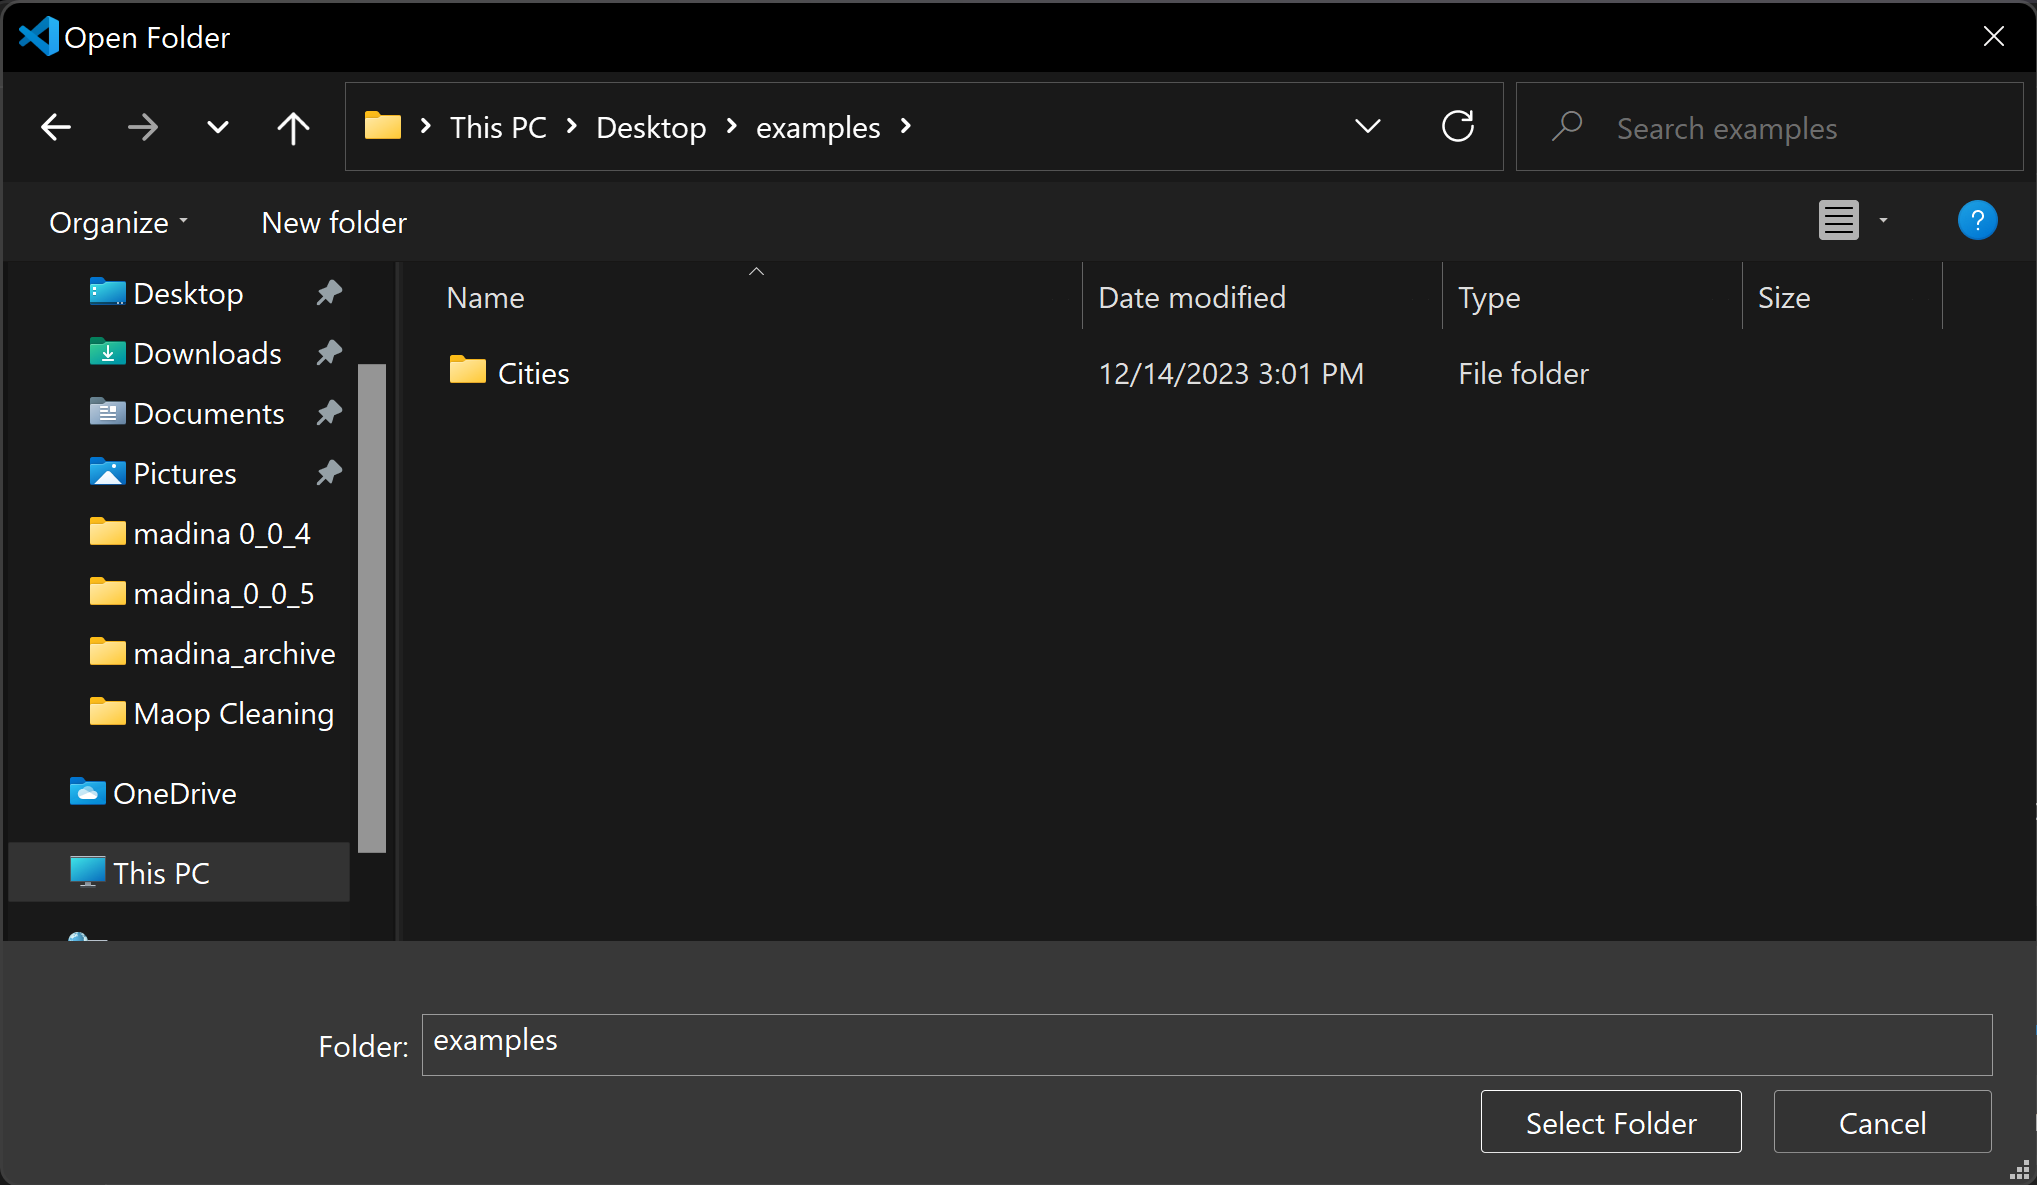 Open Folder
This PC Desktop examples
Search examples
Organize New folder
?
Desktop
Downloads
Documents
Pictures
madina 0_0_4
madina_0_0_5
madina_archive
Maop Cleaning
OneDrive
This PC
Name Date modified Type Size
Cities 12/14/2023 3:01 PM File folder
Folder: examples
Select Folder Cancel